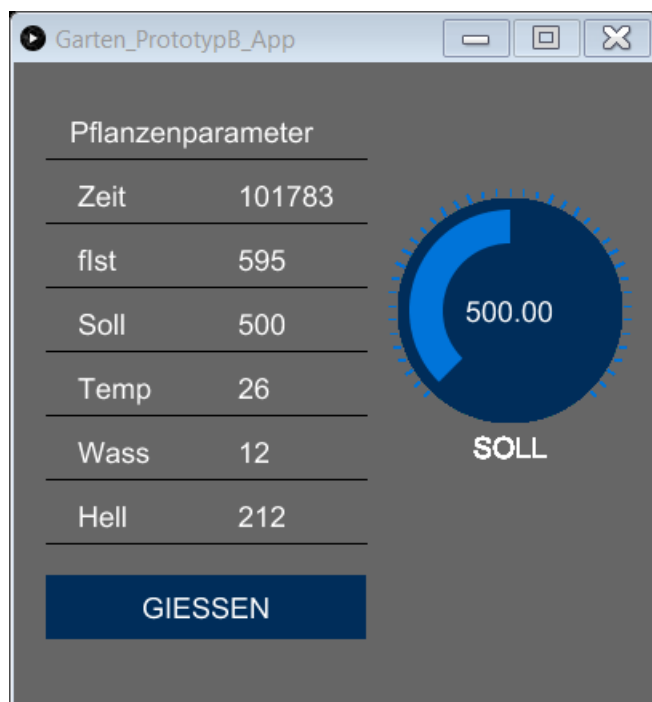 Garten_PrototypB_App
Pflanzenparameter
Zeit 101783
fIst 595
Soll 500
Temp 26
Wass 12
Hell 212
GIESSEN
500.00
SOLL